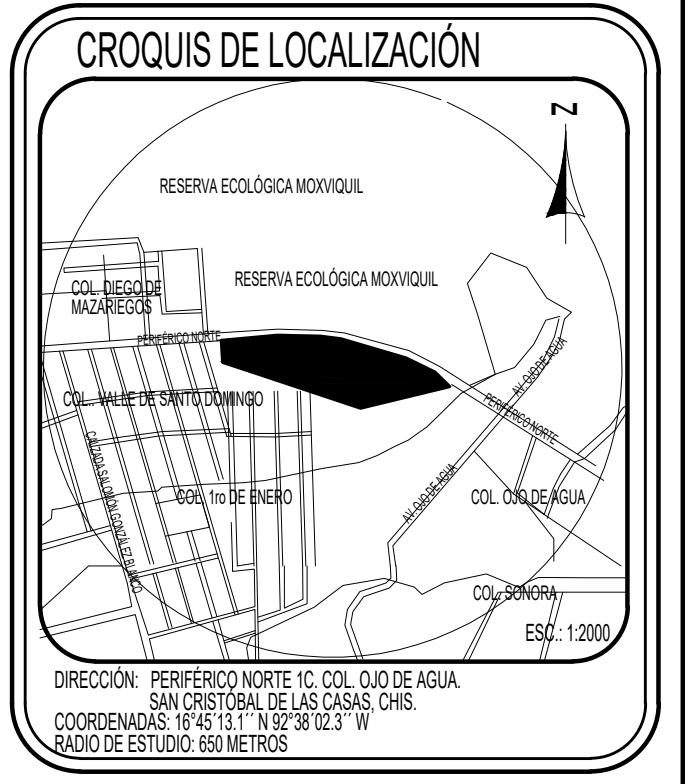 CROQUIS DE LOCALIZACIÓN
N
RESERVA ECOLÓGICA MOXVIQUIL
RESERVA ECOLÓGICA MOXVIQUIL
COL. DIEGO DE
MAZARIEGOS
PERIFÉRICO NORTE
AV. OJO DE AGUA
COL.. VALLE DE SANTO DOMINGO
PERIFÉRICO NORTE
CALZADA SALOMÓN GONZÁLEZ BLANCO
COL. 1ro DE ENERO
AV. OJO DE AGUA
COL. OJO DE AGUA
COL. SONORA
ESC.: 1:2000
DIRECCIÓN: PERIFÉRICO NORTE 1C. COL. OJO DE AGUA.
SAN CRISTÓBAL DE LAS CASAS, CHIS.
COORDENADAS: 16°45´13.1´´ N 92°38´02.3´´ W
RADIO DE ESTUDIO: 650 METROS